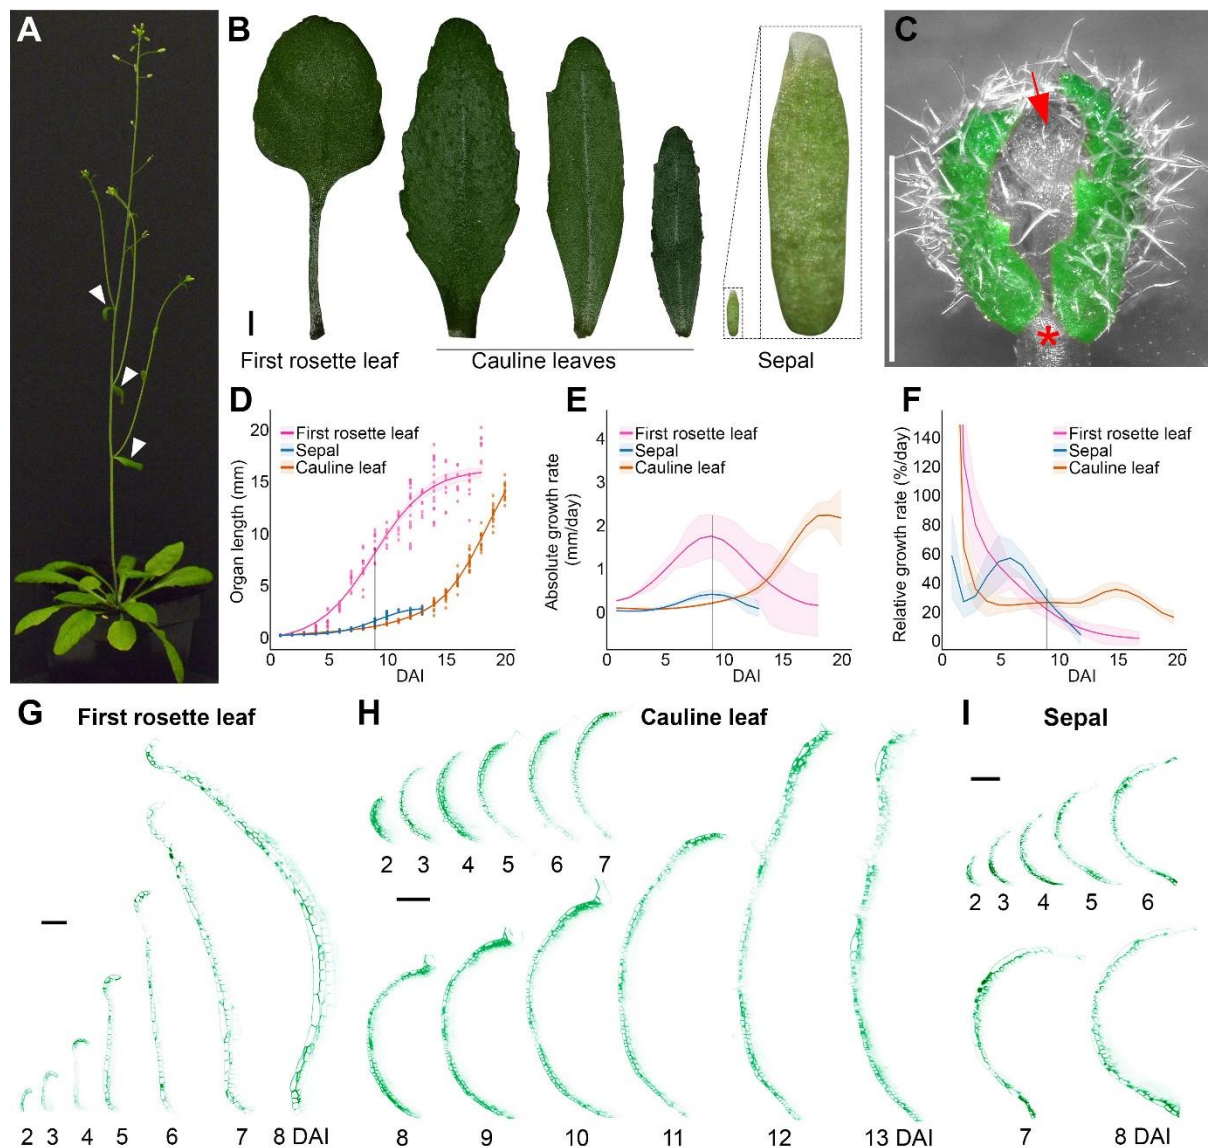 A
B
First rosette leaf
Cauline leaves
Sepal
C
*
D
First rosette leaf
Sepal
Cauline leaf
Organ length (mm)
20
15
10
5
0
0 5 10 15 20
DAI
E
First rosette leaf
Sepal
Cauline leaf
Absolute growth rate
(mm/day)
4
3
2
1
0
0 5 10 15 20
DAI
F
First rosette leaf
Sepal
Cauline leaf
Relative growth rate (%/day)
140
120
100
80
60
40
20
0
0 5 10 15 20
DAI
G First rosette leaf
2 3 4 5 6 7 8 DAI
H Cauline leaf
2 3 4 5 6 7
8 9 10 11 12 13 DAI
I Sepal
2 3 4 5 6
7 8 DAI